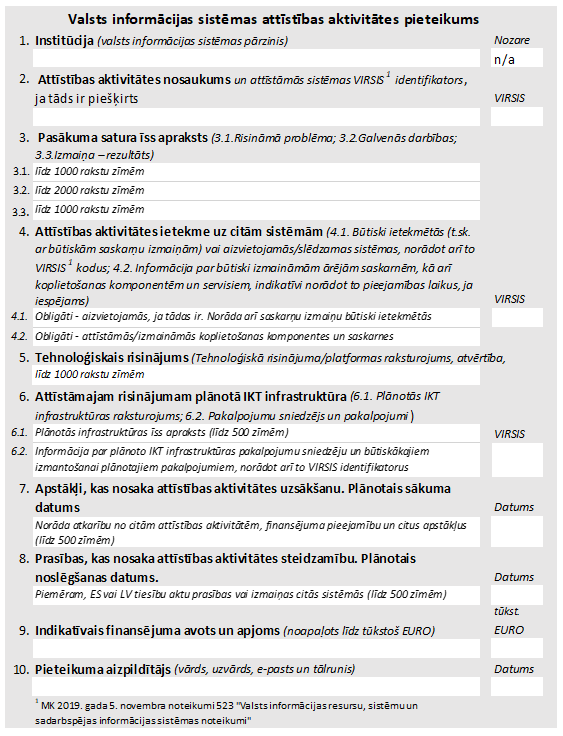 Valsts informācijas sistēmas attīstības aktivitātes pieteikums
1. Institūcija (valsts informācijas sistēmas pārzinis) Nozare
n/a
2. Attīstības aktivitātes nosaukums un attīstāmās sistēmas VIRSIS 1 identifikators,
ja tāds ir piešķirts VIRSIS
3. Pasākuma satura īss apraksts (3.1.Risināmā problēma; 3.2.Galvenās darbības;
3.3.Izmaiņa – rezultāts)
3.1. līdz 1000 rakstu zīmēm
3.2. līdz 2000 rakstu zīmēm
3.3. līdz 1000 rakstu zīmēm
4. Attīstības aktivitātes ietekme uz citām sistēmām (4.1. Būtiski ietekmētās (t.sk.
ar būtiskām saskarņu izmaiņām) vai aizvietojamās/slēdzamas sistēmas, norādot arī to
VIRSIS 1 kodus; 4.2. Informācija par būtiski izmaināmām ārējām saskarnēm, kā arī
koplietošanas komponentēm un servisiem, indikatīvi norādot to pieejamības laikus, ja
iespējams) VIRSIS
4.1. Obligāti - aizvietojamās, ja tādas ir. Norāda arī saskarņu izmaiņu būtiski ietekmētās
4.2. Obligāti - attīstāmās/izmaināmās koplietošanas komponentes un saskarnes
5. Tehnoloģiskais risinājums (Tehnoloģiskā risinājuma/platformas raksturojums, atvērtība,
līdz 1000 rakstu zīmēm
6. Attīstāmajam risinājumam plānotā IKT infrastruktūra (6.1. Plānotās IKT
infrastruktūras raksturojums; 6.2. Pakalpojumu sniedzējs un pakalpojumi)
6.1. Plānotās infrastruktūras īss apraksts (līdz 500 zīmēm) VIRSIS
6.2. Informācija par plānoto IKT infrastruktūras pakalpojumu sniedzēju un būtiskākajiem
izmantošanai plānotajiem pakalpojumiem, norādot arī to VIRSIS identifikatorus
7. Apstākļi, kas nosaka attīstības aktivitātes uzsākšanu. Plānotais sākuma
datums Datums
Norāda atkarību no citām attīstības aktivitātēm, finansējuma pieejamību un citus apstākļus
(līdz 500 zīmēm)
8. Prasības, kas nosaka attīstības aktivitātes steidzamību. Plānotais
noslēgšanas datums. Datums
Piemēram, ES vai LV tiesību aktu prasības vai izmaiņas citās sistēmās (līdz 500 zīmēm)
tūkst.
9. Indikatīvais finansējuma avots un apjoms (noapaļots līdz tūkstoš EURO) EURO
10. Pieteikuma aizpildītājs (vārds, uzvārds, e-pasts un tālrunis) Datums
1 MK 2019. gada 5. novembra noteikumi 523 "Valsts informācijas resursu, sistēmu un
sadarbspējas informācijas sistēmas noteikumi"